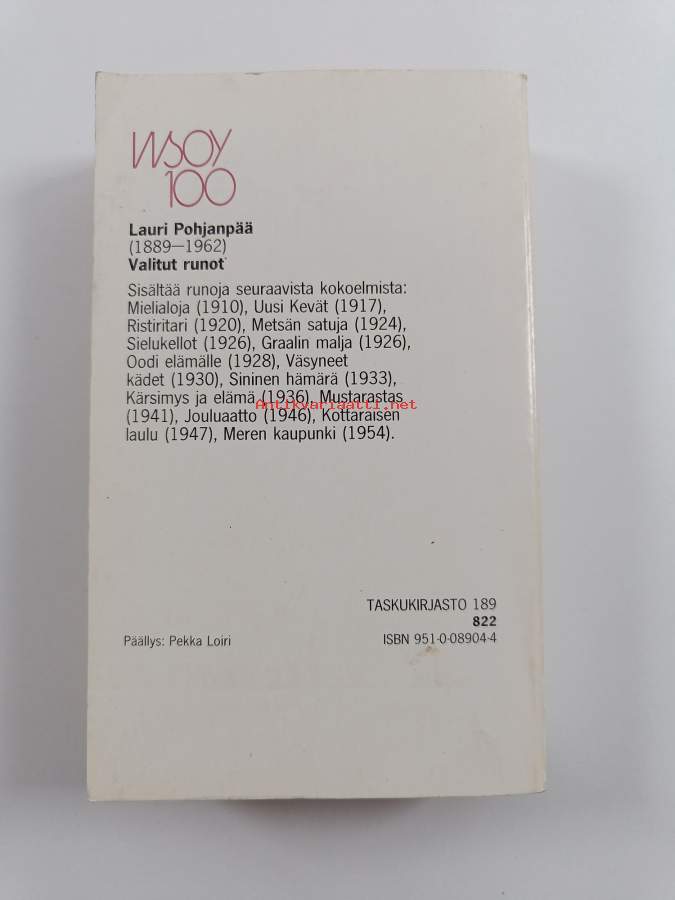 WSOY
100
Lauri Pohjanpää
(1889—1962)
Valitut runot
Sisältää runoja seuraavista kokoelmista:
Mielialoja (1910), Uusi Kevät (1917),
Ristiritari (1920), Metsän satuja (1924),
Sielukellot (1926), Graalin malja (1926),
Oodi elämälle (1928), Väsyneet
kädet (1930), Sininen hämärä (1933),
Kärsimys ja elämä (1936), Mustarastas
Antikvariaatti.net
(1941), Jouluaatto (1946), Kottaraisen
laulu (1947), Meren kaupunki (1954).
TASKUKIRJASTO 189
822
Päällys: Pekka Loiri
ISBN 951-0-08904-4